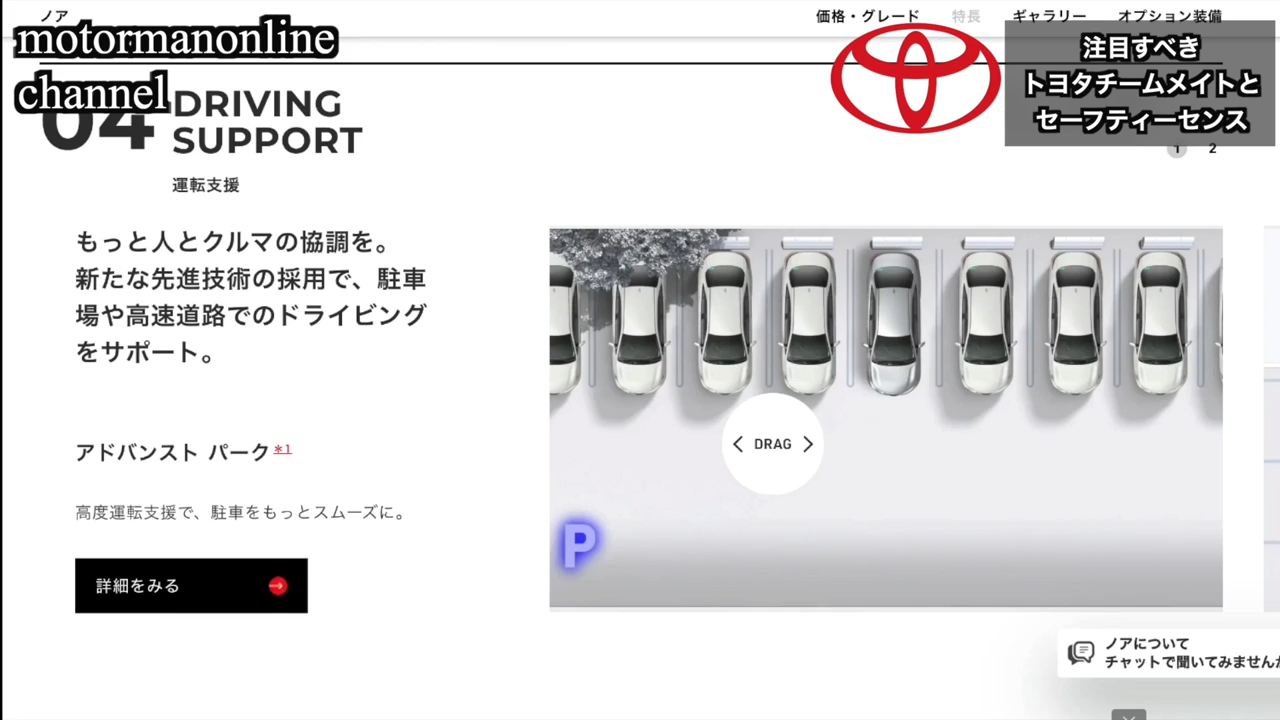 ノア
価格・グレード
特長
ギャラリー
オプション装備
motormanonline
channel
注目すべき
トヨタチームメイトと
セーフティーセンス
04
DRIVING
SUPPORT
1
2
運転支援
もっと人とクルマの協調を。
新たな先進技術の採用で、駐車
場や高速道路でのドライビング
をサポート。
アドバンスト パーク*1
高度運転支援で、駐車をもっとスムーズに。
詳細をみる
< DRAG >
P
ノアについて
チャットで聞いてみませんか